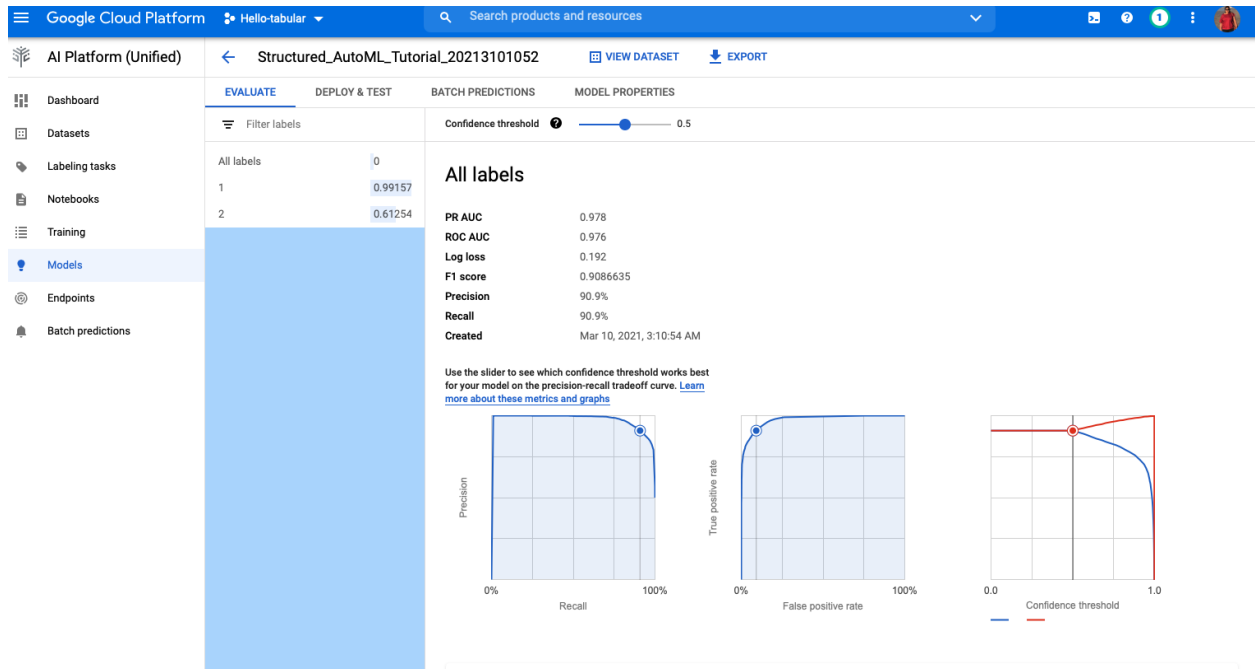 Google Cloud Platform Hello-tabular Search products and resources ? 1
AI Platform (Unified) Structured_AutoML_Tutorial_20213101052 VIEW DATASET EXPORT
Dashboard
Datasets
Labeling tasks
Notebooks
Training
Models
Endpoints
Batch predictions
EVALUATE DEPLOY & TEST BATCH PREDICTIONS MODEL PROPERTIES
Filter labels
All labels 0
1 0.99157
2 0.61254
Confidence threshold ? 0.5
All labels
PR AUC 0.978
ROC AUC 0.976
Log loss 0.192
F1 score 0.9086635
Precision 90.9%
Recall 90.9%
Created Mar 10, 2021, 3:10:54 AM
Use the slider to see which confidence threshold works best
for your model on the precision-recall tradeoff curve. Learn
more about these metrics and graphs
Precision
0% 100%
Recall
True positive rate
0% 100%
False positive rate
0.0 1.0
Confidence threshold